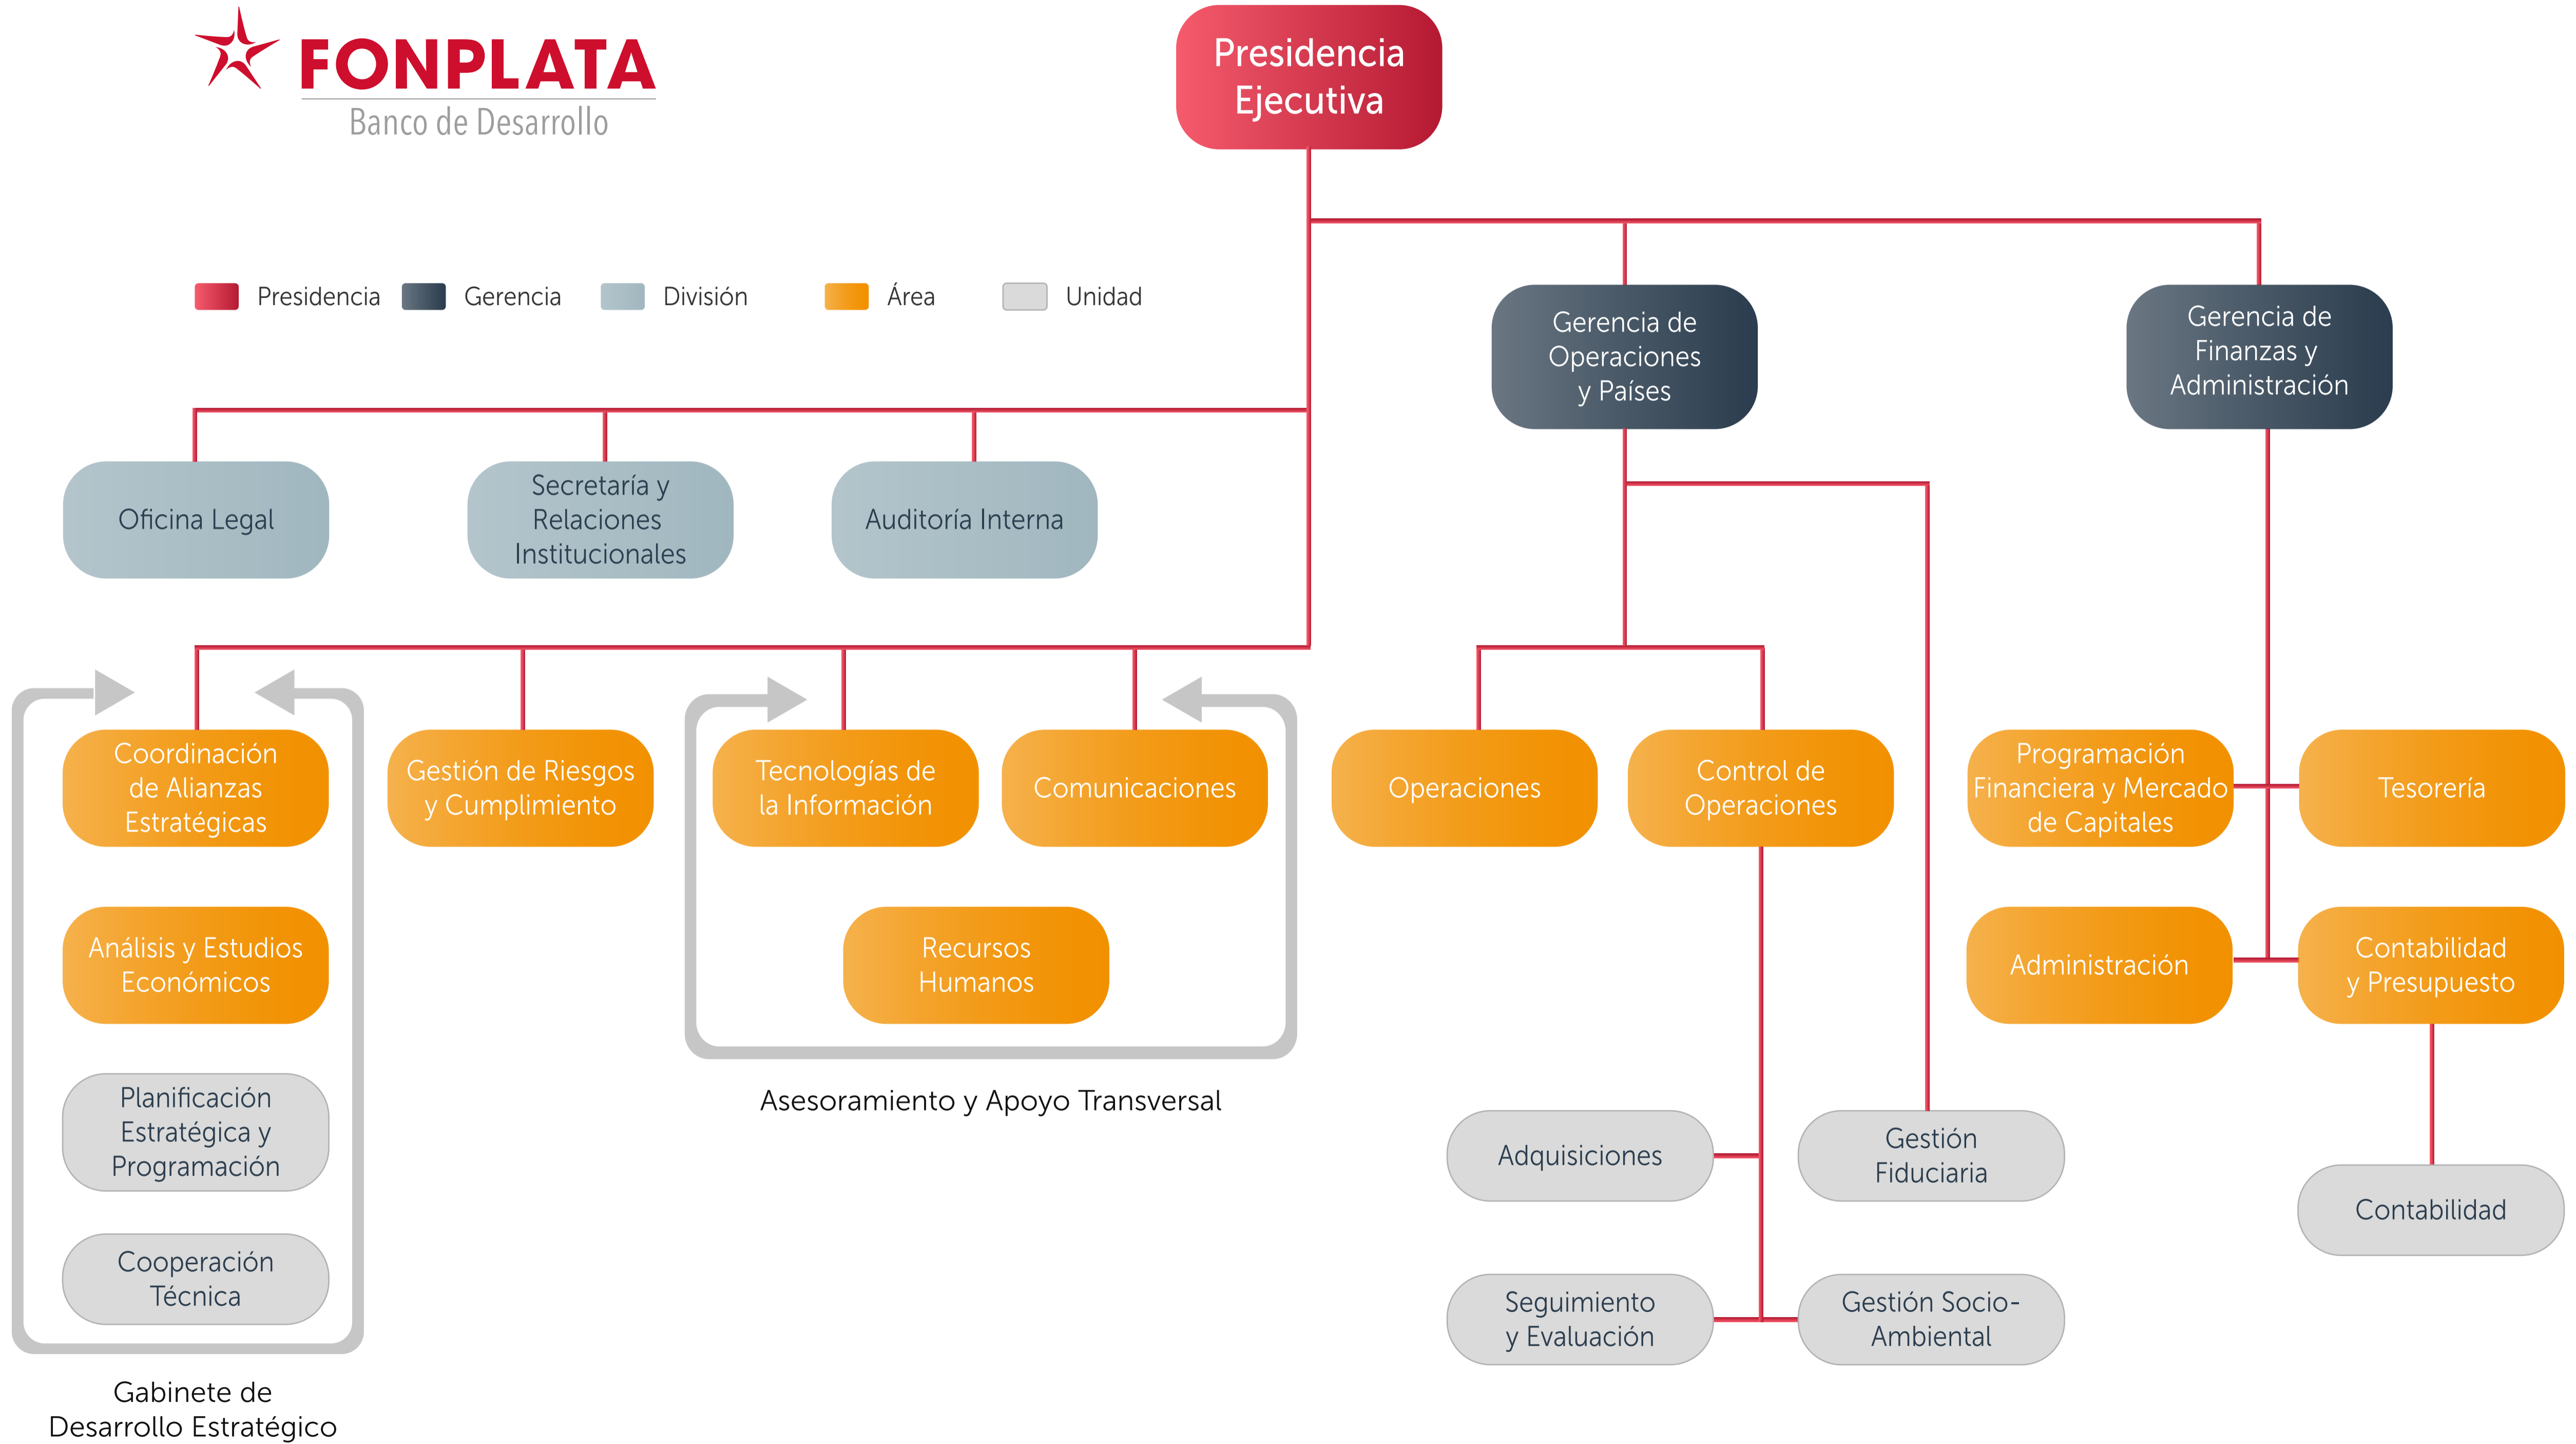 FONPLATA
Banco de Desarrollo
Presidencia
Ejecutiva
Presidencia
Gerencia
División
Área
Unidad
Gerencia de
Operaciones
y Países
Gerencia de
Finanzas y
Administración
Oficina Legal
Secretaría y
Relaciones
Institucionales
Auditoría Interna
Coordinación
de Alianzas
Estratégicas
Gestión de Riesgos
y Cumplimiento
Tecnologías de
la Información
Comunicaciones
Operaciones
Control de
Operaciones
Programación
Financiera y Mercado
de Capitales
Tesorería
Análisis y Estudios
Económicos
Recursos
Humanos
Administración
Contabilidad
y Presupuesto
Planificación
Estratégica y
Programación
Asesoramiento y Apoyo Transversal
Adquisiciones
Gestión
Fiduciaria
Contabilidad
Cooperación
Técnica
Seguimiento
y Evaluación
Gestión Socio-
Ambiental
Gabinete de
Desarrollo Estratégico